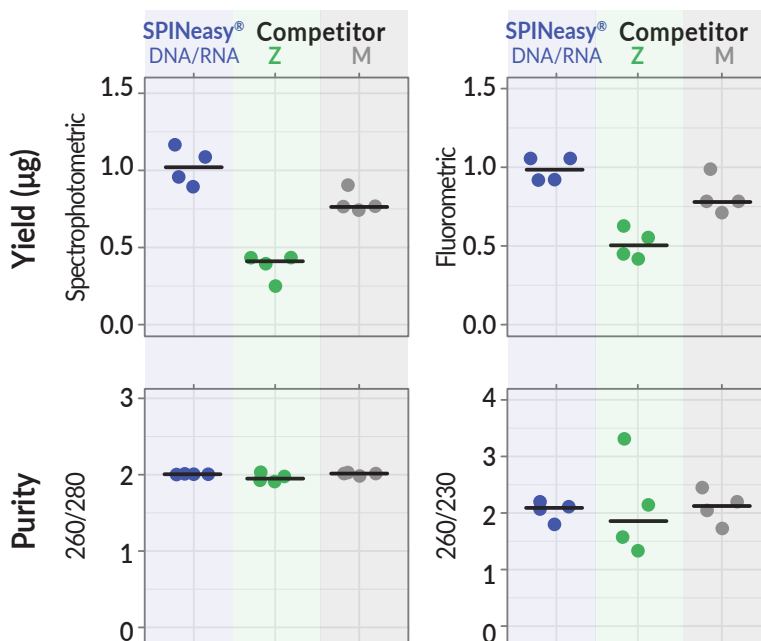 SPINeasy® Competitor
DNA/RNA Z M
SPINeasy® Competitor
DNA/RNA Z M
Yield (µg)
Spectrophotometric
1.5
1.0
0.5
0.0
Fluorometric
1.5
1.0
0.5
0.0
Purity
260/280
3
2
1
0
260/230
4
3
2
1
0